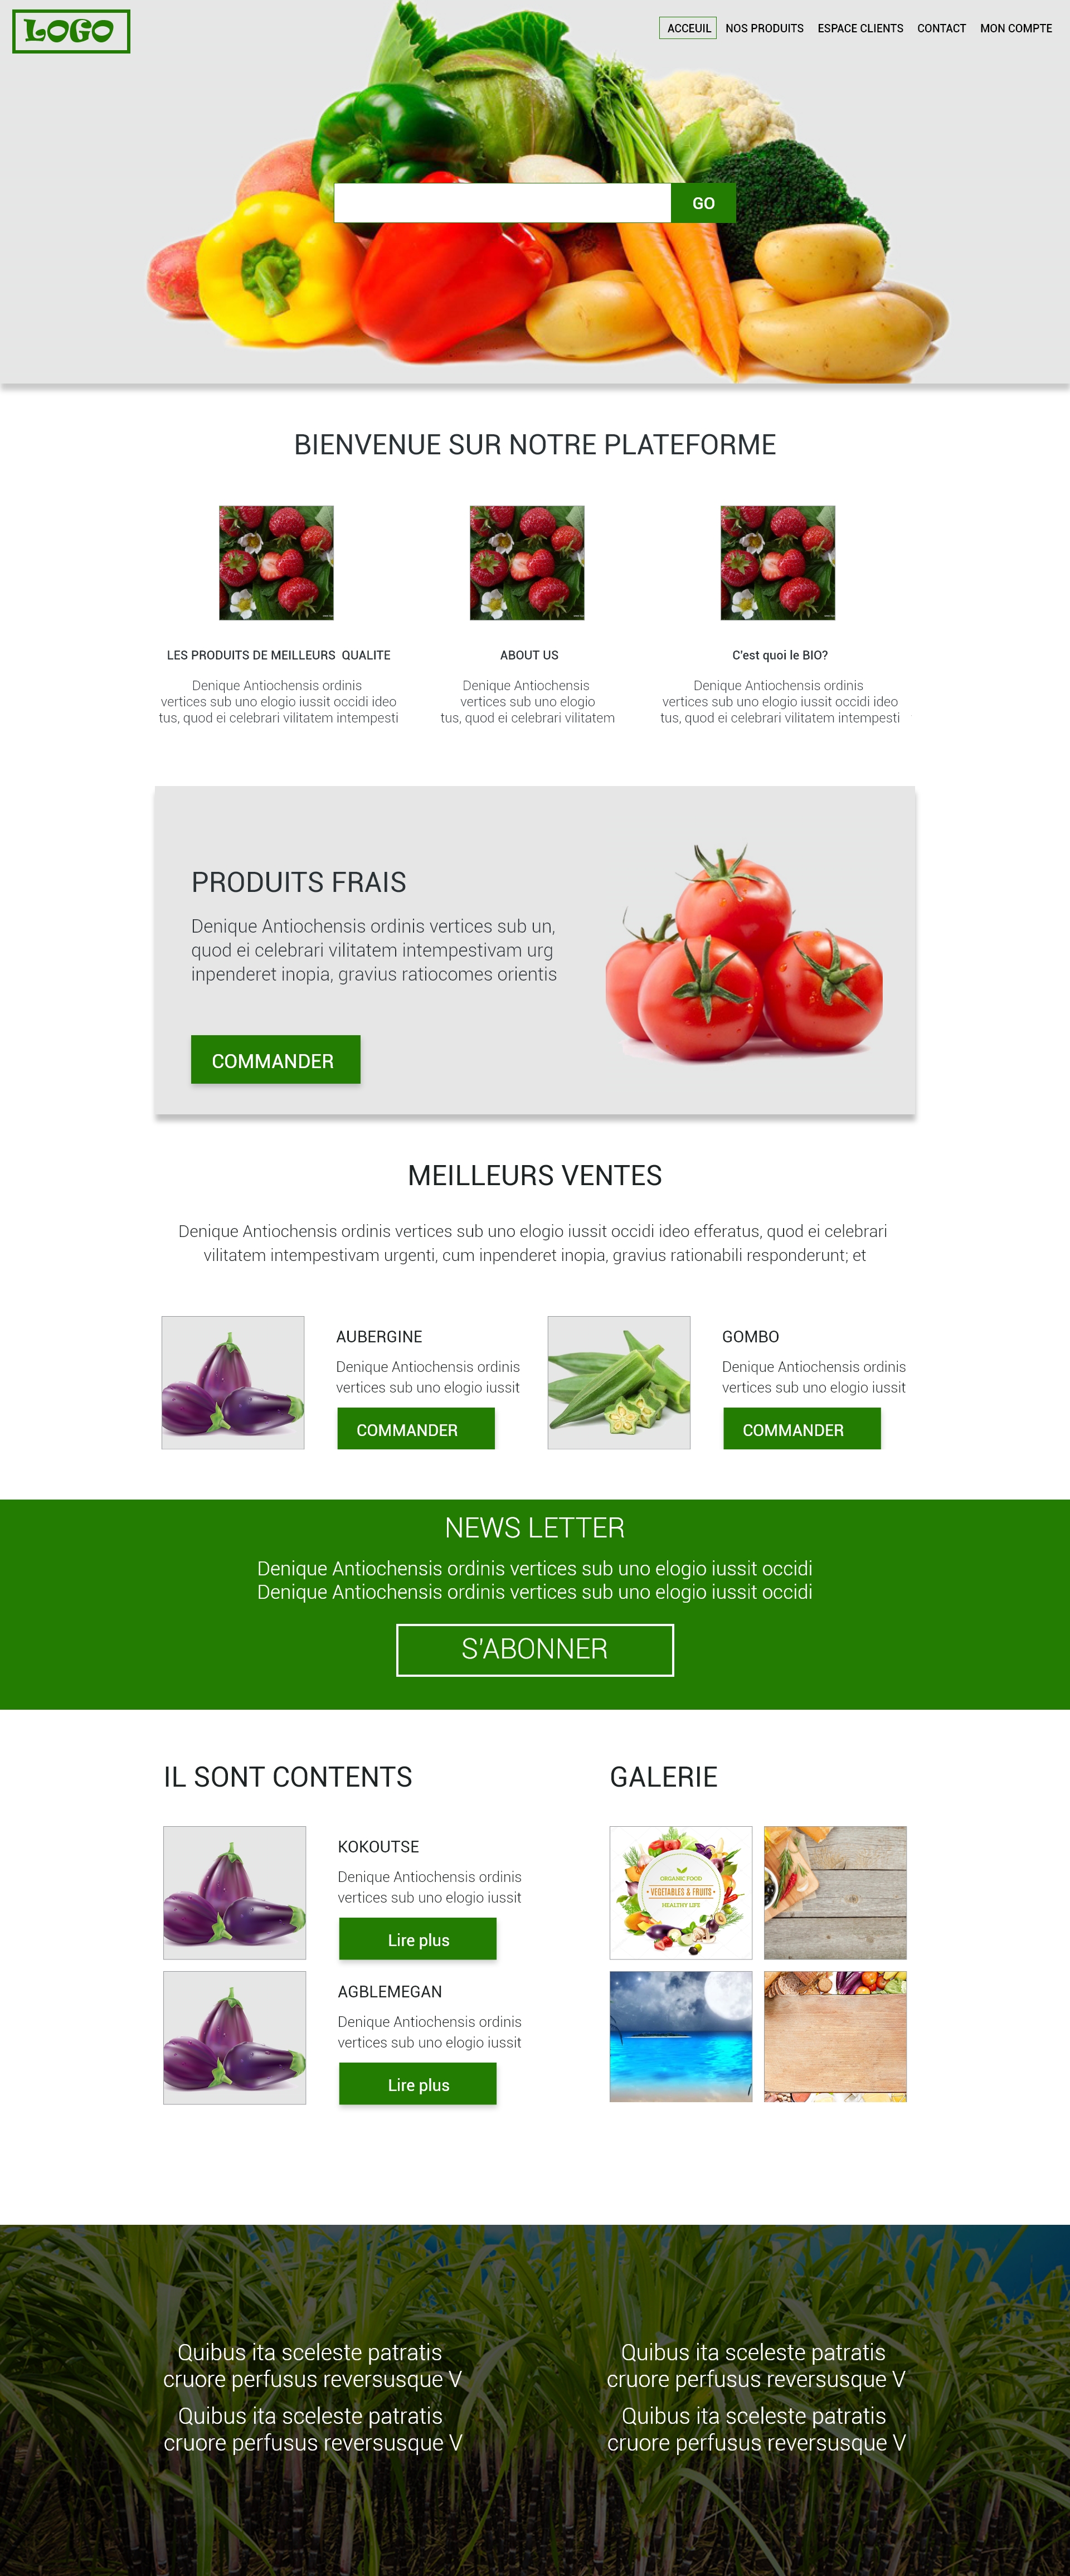 LOGO
ACCEUIL NOS PRODUITS ESPACE CLIENTS CONTACT MON COMPTE
GO
BIENVENUE SUR NOTRE PLATEFORME
LES PRODUITS DE MEILLEURS QUALITE
Denique Antiochensis ordinis
vertices sub uno elogio iussit occidi ideo
tus, quod ei celebrari vilitatem intempesti
ABOUT US
Denique Antiochensis
vertices sub uno elogio
tus, quod ei celebrari vilitatem
C'est quoi le BIO?
Denique Antiochensis ordinis
vertices sub uno elogio iussit occidi ideo
tus, quod ei celebrari vilitatem intempesti
PRODUITS FRAIS
Denique Antiochensis ordinis vertices sub un,
quod ei celebrari vilitatem intempestivam urg
inpenderet inopia, gravius ratiocomes orientis
COMMANDER
MEILLEURS VENTES
Denique Antiochensis ordinis vertices sub uno elogio iussit occidi ideo efferatus, quod ei celebrari
vilitatem intempestivam urgenti, cum inpenderet inopia, gravius rationabili responderunt; et
AUBERGINE
Denique Antiochensis ordinis
vertices sub uno elogio iussit
COMMANDER
GOMBO
Denique Antiochensis ordinis
vertices sub uno elogio iussit
COMMANDER
NEWS LETTER
Denique Antiochensis ordinis vertices sub uno elogio iussit occidi
Denique Antiochensis ordinis vertices sub uno elogio iussit occidi
S'ABONNER
IL SONT CONTENTS
KOKOUTSE
Denique Antiochensis ordinis
vertices sub uno elogio iussit
Lire plus
AGBLEMEGAN
Denique Antiochensis ordinis
vertices sub uno elogio iussit
Lire plus
GALERIE
ORGANIC FOOD
VEGETABLES & FRUITS
HEALTHY LIFE
Quibus ita sceleste patratis
cruore perfusus reversusque V
Quibus ita sceleste patratis
cruore perfusus reversusque V
Quibus ita sceleste patratis
cruore perfusus reversusque V
Quibus ita sceleste patratis
cruore perfusus reversusque V